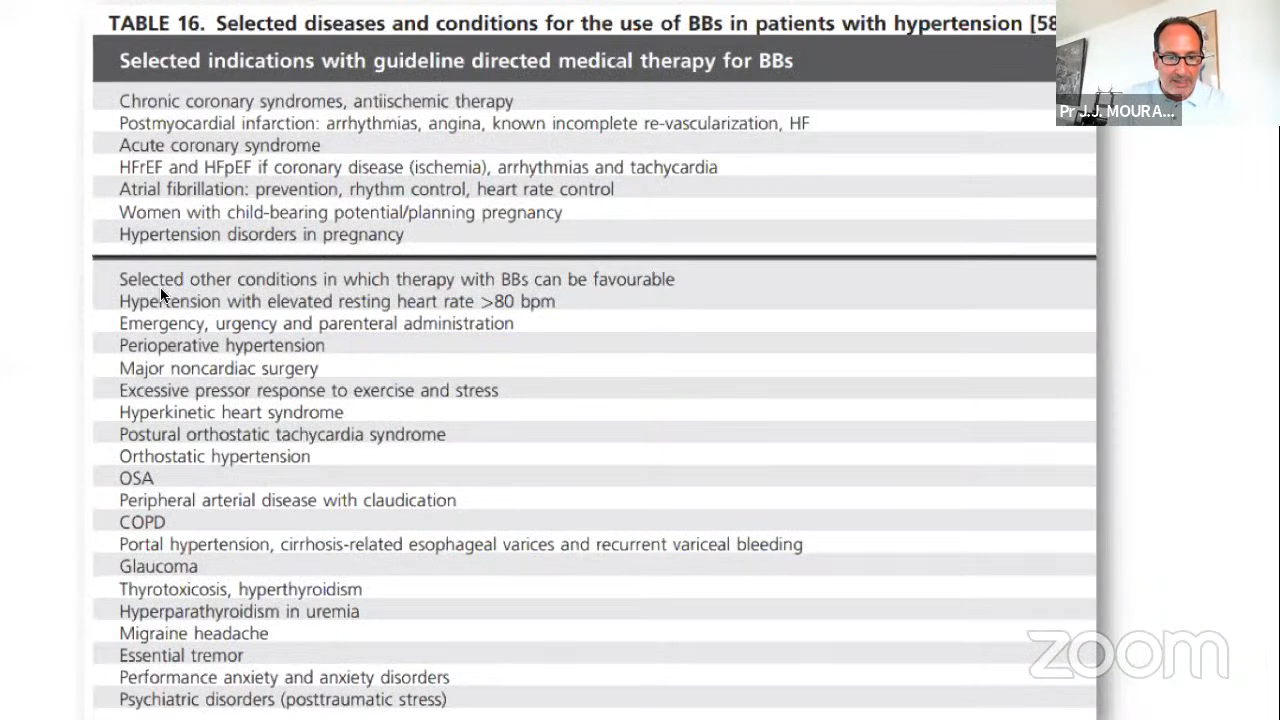 TABLE 16. Selected diseases and conditions for the use of BBs in patients with hypertension [58
Selected indications with guideline directed medical therapy for BBs
Chronic coronary syndromes, antiischemic therapy
Postmyocardial infarction: arrhythmias, angina, known incomplete re-vascularization, HF
Acute coronary syndrome
HFrEF and HFpEF if coronary disease (ischemia), arrhythmias and tachycardia
Atrial fibrillation: prevention, rhythm control, heart rate control
Women with child-bearing potential/planning pregnancy
Hypertension disorders in pregnancy
Selected other conditions in which therapy with BBs can be favourable
Hypertension with elevated resting heart rate >80 bpm
Emergency, urgency and parenteral administration
Perioperative hypertension
Major noncardiac surgery
Excessive pressor response to exercise and stress
Hyperkinetic heart syndrome
Postural orthostatic tachycardia syndrome
Orthostatic hypertension
OSA
Peripheral arterial disease with claudication
COPD
Portal hypertension, cirrhosis-related esophageal varices and recurrent variceal bleeding
Glaucoma
Thyrotoxicosis, hyperthyroidism
Hyperparathyroidism in uremia
Migraine headache
Essential tremor
Performance anxiety and anxiety disorders
Psychiatric disorders (posttraumatic stress)
Pr J.J. MOURA...
zoom